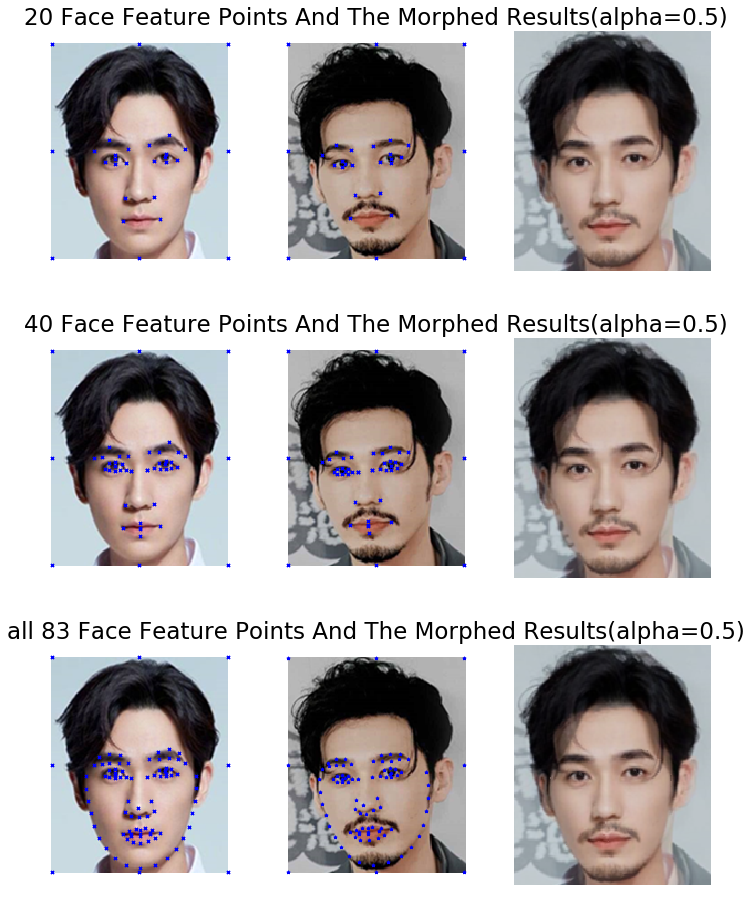 20 Face Feature Points And The Morphed Results(alpha=0.5)
40 Face Feature Points And The Morphed Results(alpha=0.5)
all 83 Face Feature Points And The Morphed Results(alpha=0.5)